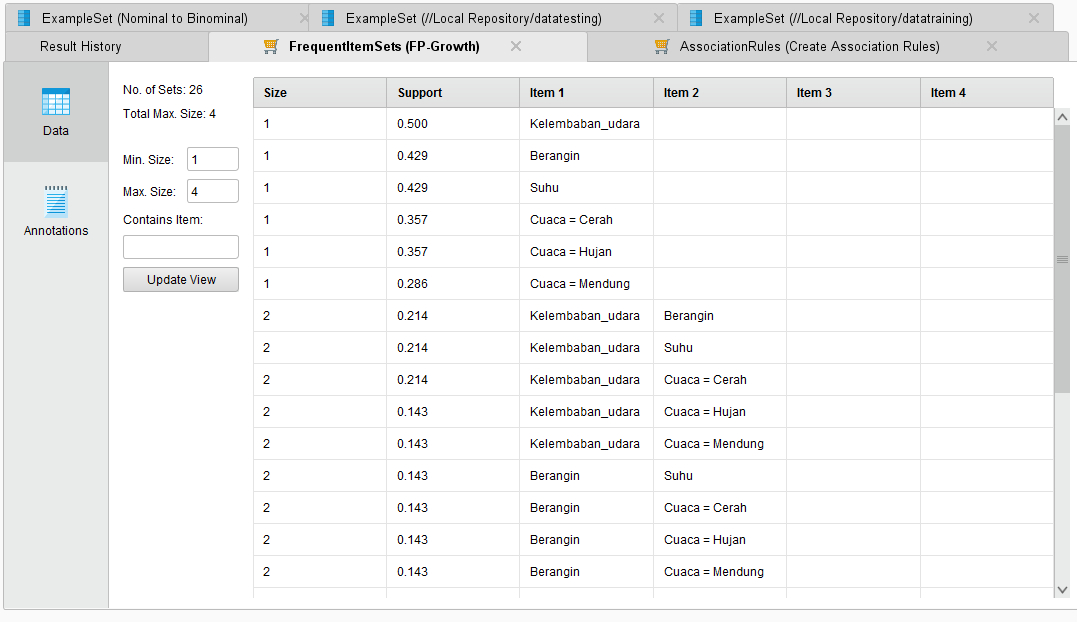 ExampleSet (Nominal to Binominal)
ExampleSet (//Local Repository/datatesting)
ExampleSet (//Local Repository/datatraining)
Result History
FrequentItemSets (FP-Growth)
AssociationRules (Create Association Rules)
Data
Annotations
No. of Sets: 26
Total Max. Size: 4
Min. Size: 1
Max. Size: 4
Contains Item:
Update View
Size Support Item 1 Item 2 Item 3 Item 4
1 0.500 Kelembaban_udara
1 0.429 Berangin
1 0.429 Suhu
1 0.357 Cuaca = Cerah
1 0.357 Cuaca = Hujan
1 0.286 Cuaca = Mendung
2 0.214 Kelembaban_udara Berangin
2 0.214 Kelembaban_udara Suhu
2 0.214 Kelembaban_udara Cuaca = Cerah
2 0.143 Kelembaban_udara Cuaca = Hujan
2 0.143 Kelembaban_udara Cuaca = Mendung
2 0.143 Berangin Suhu
2 0.143 Berangin Cuaca = Cerah
2 0.143 Berangin Cuaca = Hujan
2 0.143 Berangin Cuaca = Mendung